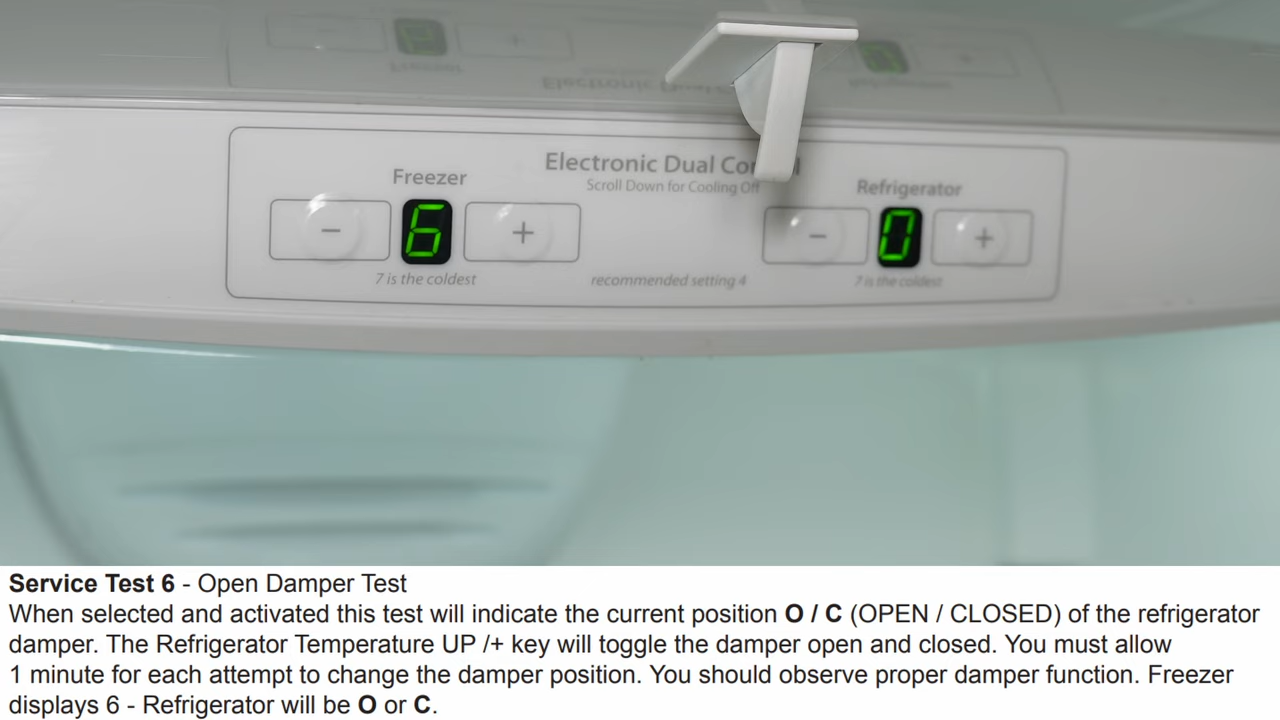 Electronic Dual Co
Scroll Down for Cooling Off
Freezer
Refrigerator
− 6 +
− 0 +
7 is the coldest
recommended setting 4
7 is the coldest
Service Test 6 - Open Damper Test
When selected and activated this test will indicate the current position O / C (OPEN / CLOSED) of the refrigerator
damper. The Refrigerator Temperature UP /+ key will toggle the damper open and closed. You must allow
1 minute for each attempt to change the damper position. You should observe proper damper function. Freezer
displays 6 - Refrigerator will be O or C.